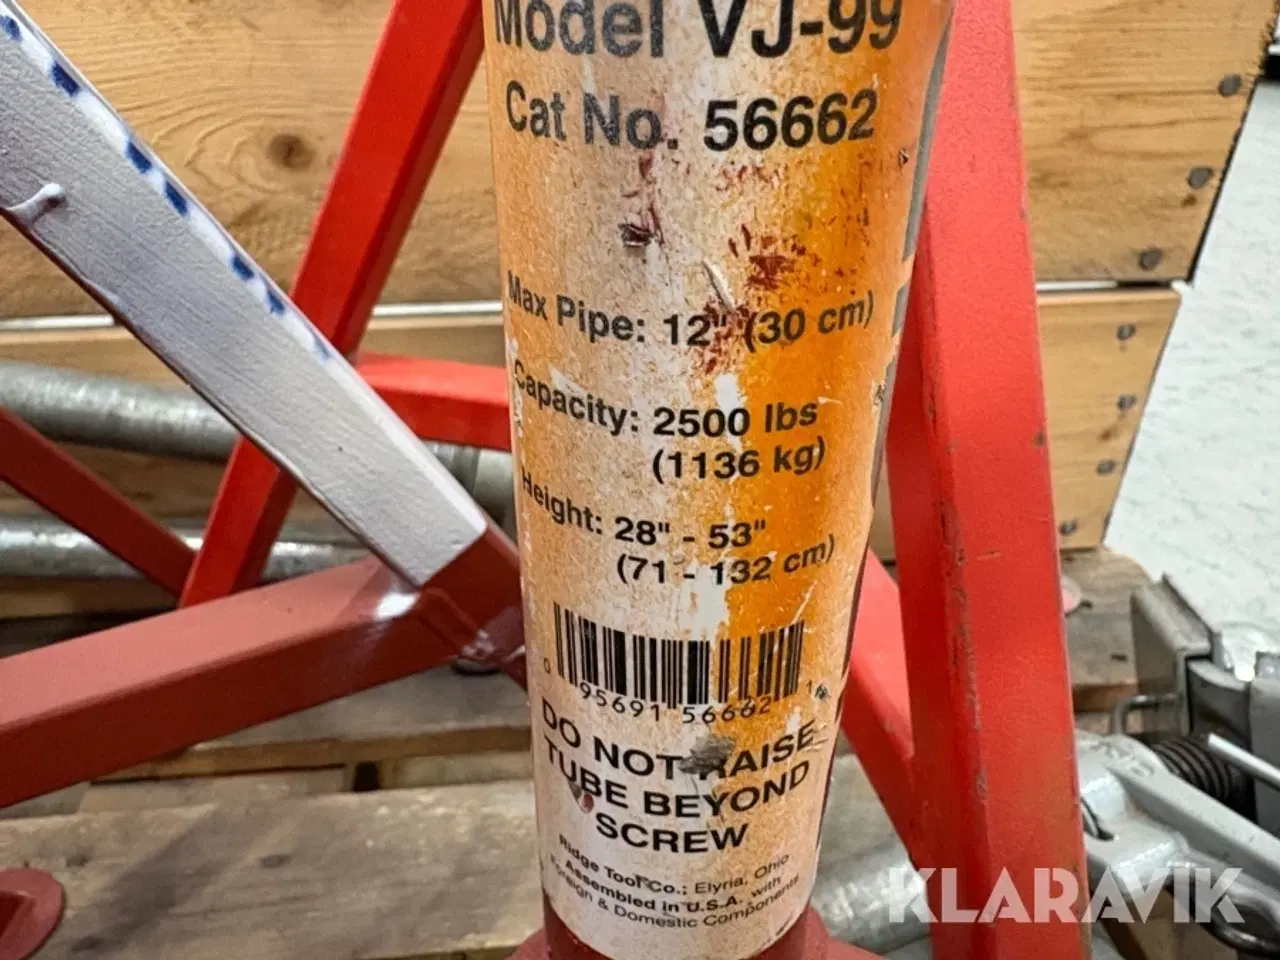 Model VJ-99
Cat No. 56662
Max Pipe: 12" (30 cm)
Capacity: 2500 lbs
(1136 kg)
Height: 28" - 53"
(71 - 132 cm)
0 95691 56662 1
DO NOT RAISE
TUBE BEYOND
SCREW
Ridge Tool Co.; Elyria, Ohio
Assembled in U.S.A. with
Foreign & Domestic Components
KLARAVIK